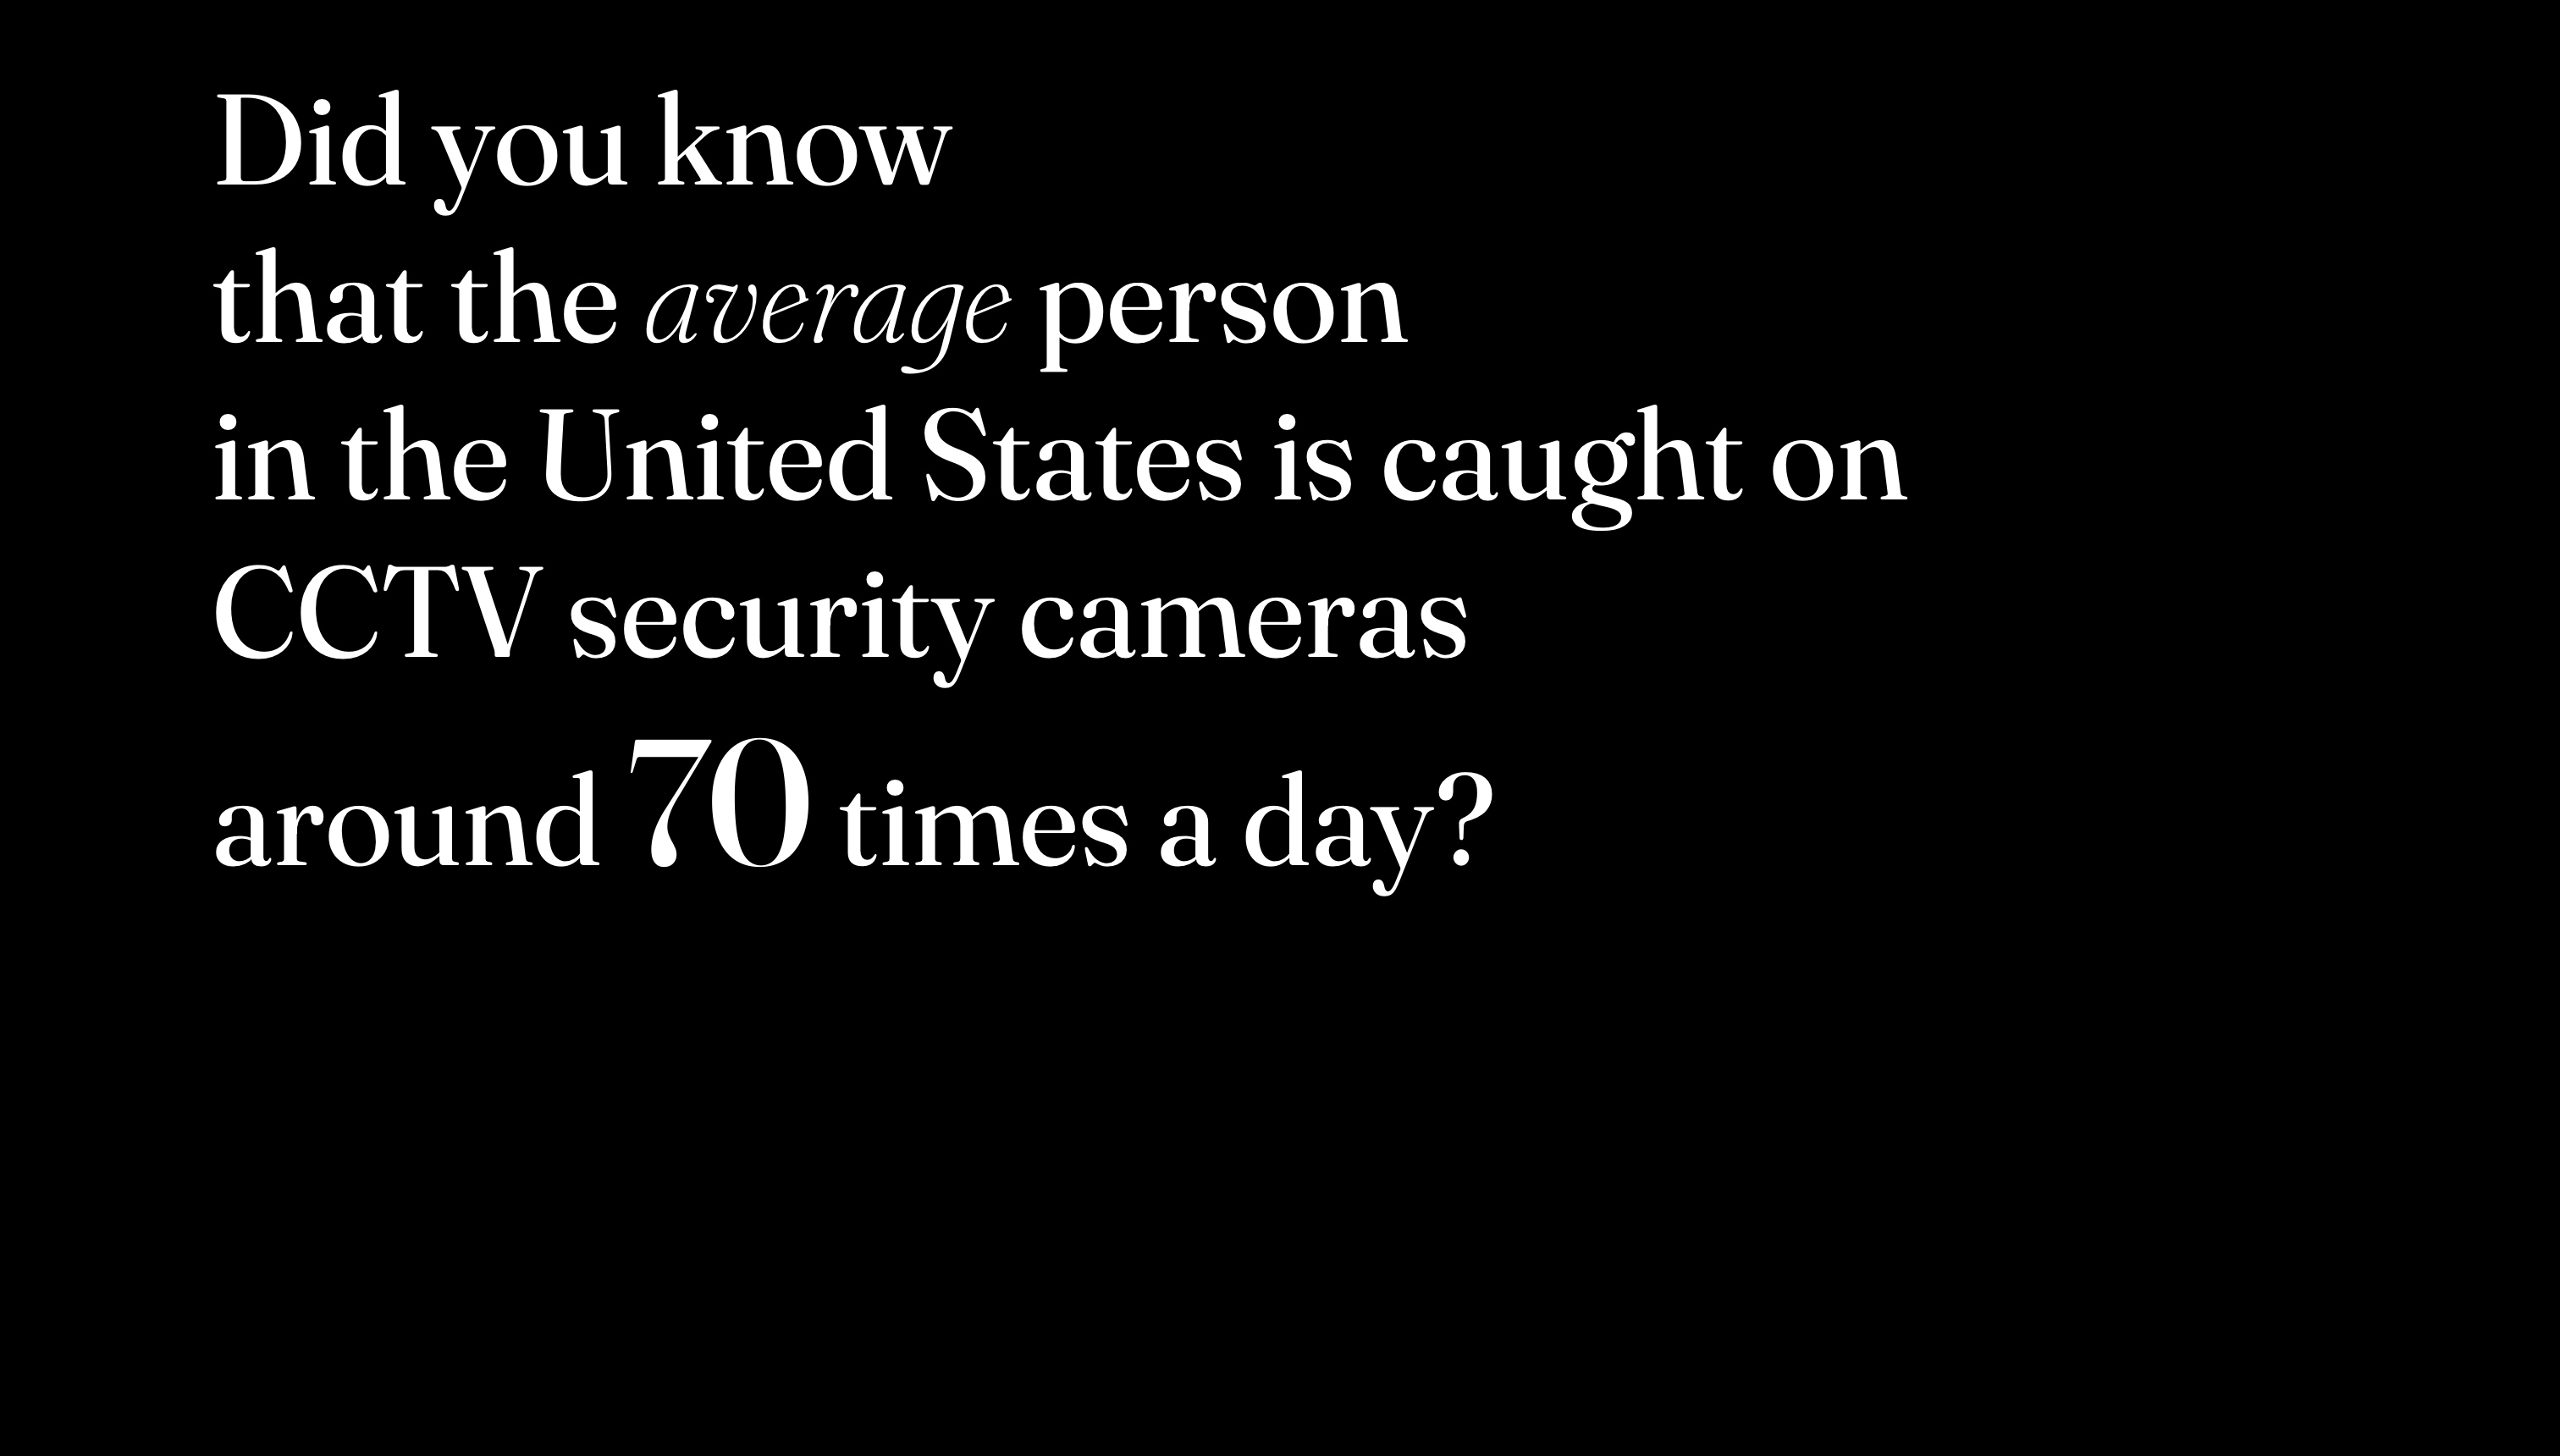 Did you know
that the average person
in the United States is caught on
CCTV security cameras
around 70 times a day?